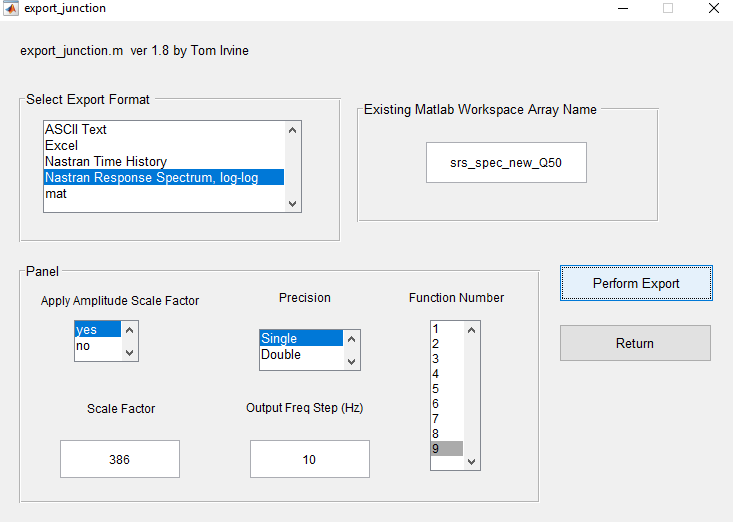 export_junction
export_junction.m ver 1.8 by Tom Irvine
Select Export Format
ASCII Text
Excel
Nastran Time History
Nastran Response Spectrum, log-log
mat
Existing Matlab Workspace Array Name
srs_spec_new_Q50
Panel
Apply Amplitude Scale Factor
yes
no
Precision
Single
Double
Function Number
1
2
3
4
5
6
7
8
9
Scale Factor
386
Output Freq Step (Hz)
10
Perform Export
Return